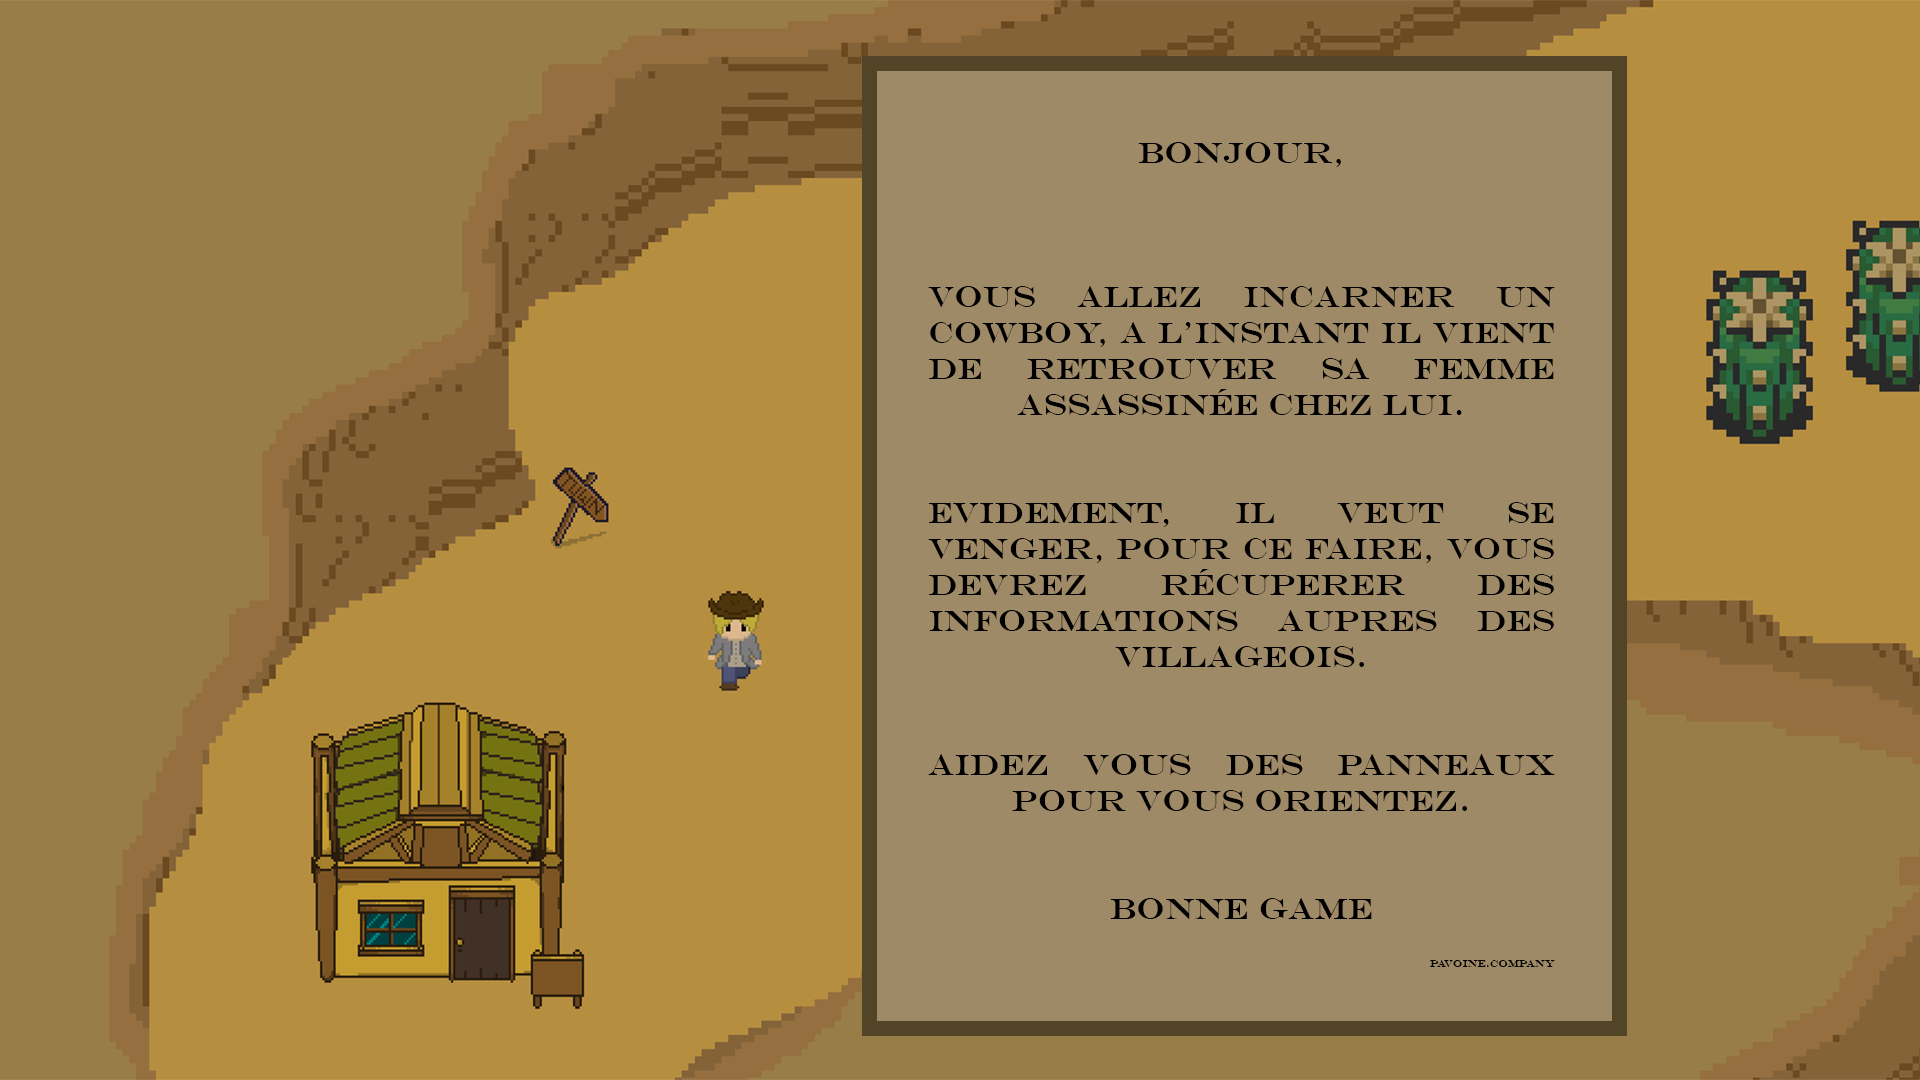 BONJOUR,
VOUS ALLEZ INCARNER UN
COWBOY, A L'INSTANT IL VIENT
DE RETROUVER SA FEMME
ASSASSINÉE CHEZ LUI.
EVIDEMENT, IL VEUT SE
VENGER, POUR CE FAIRE, VOUS
DEVREZ RÉCUPERER DES
INFORMATIONS AUPRES DES
VILLAGEOIS.
AIDEZ VOUS DES PANNEAUX
POUR VOUS ORIENTEZ.
BONNE GAME
PAVOINE.COMPANY